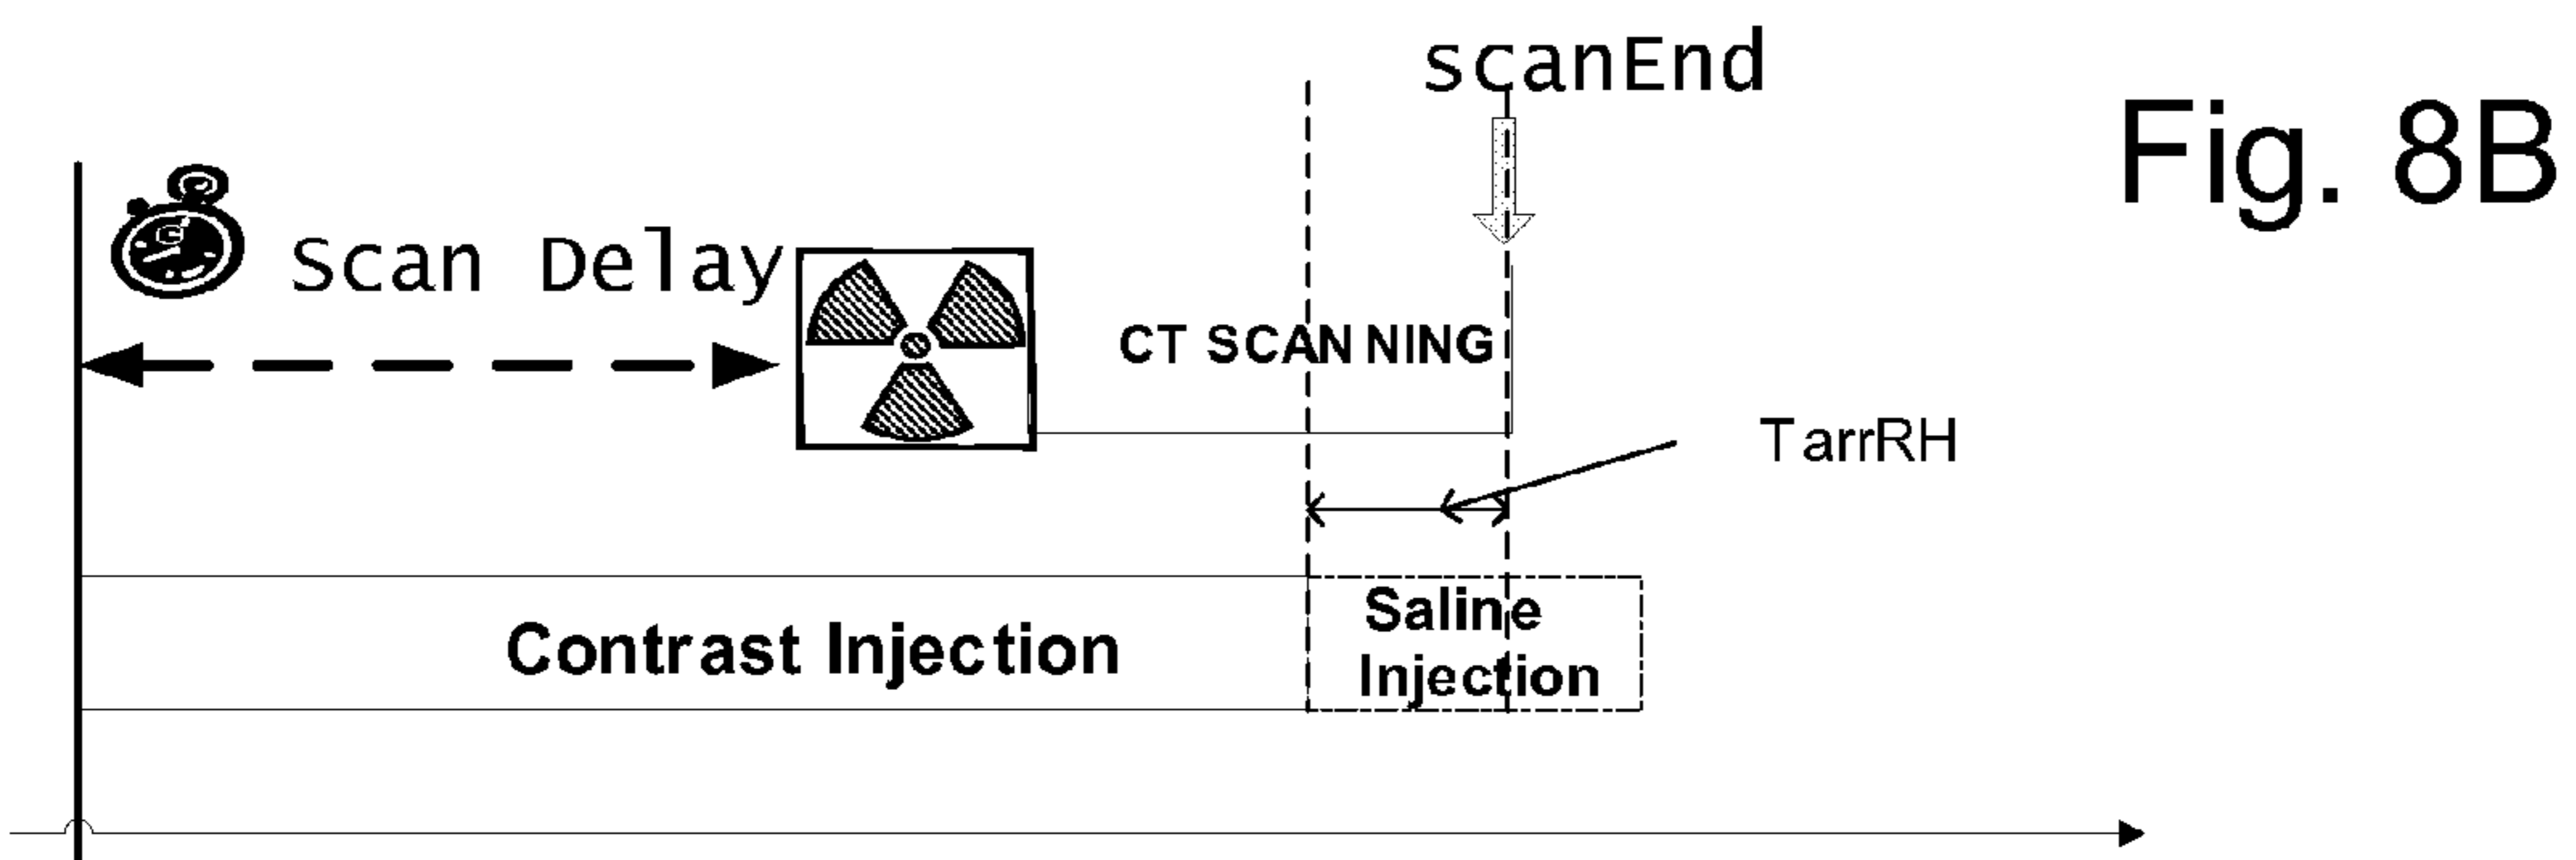 scanEnd
Fig. 8B
Scan Delay
CT SCANNING
TarrRH
Contrast Injection
Saline
Injection